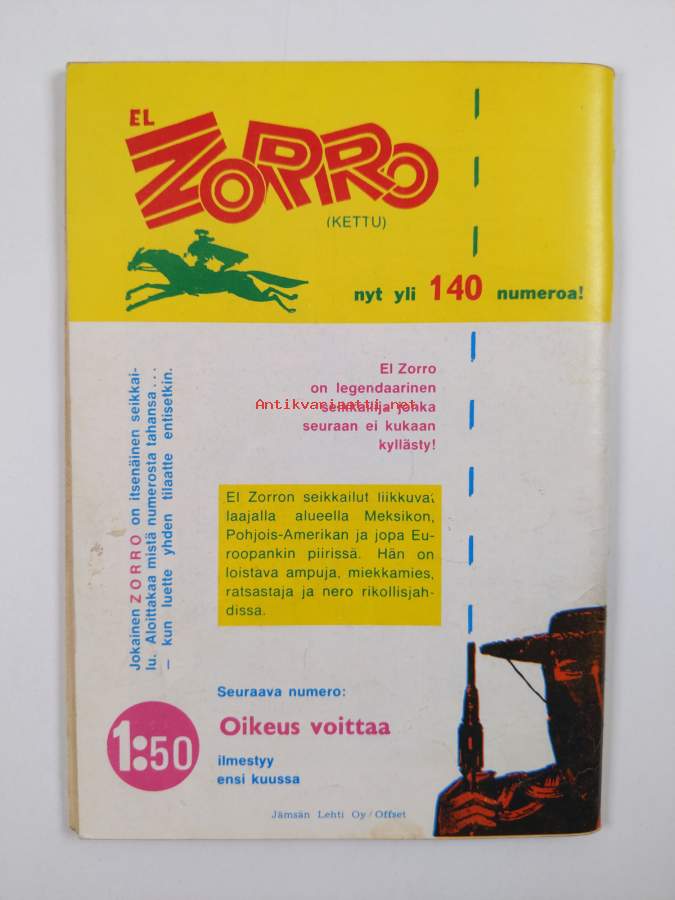 EL
ZORRO
(KETTU)
nyt yli 140 numeroa!
El Zorro
on legendaarinen
seikkailija jonka
seuraan ei kukaan
kyllästy!
Antikvariaatti.net
Jokainen ZORRO on itsenäinen seikkai-
lu. Aloittakaa mistä numerosta tahansa ...
— kun luette yhden tilaatte entisetkin.
El Zorron seikkailut liikkuvat
laajalla alueella Meksikon,
Pohjois-Amerikan ja jopa Eu-
roopankin piirissä. Hän on
loistava ampuja, miekkamies,
ratsastaja ja nero rikollisjah-
dissa.
Seuraava numero:
Oikeus voittaa
ilmestyy
ensi kuussa
1:50
Jämsän Lehti Oy/Offset